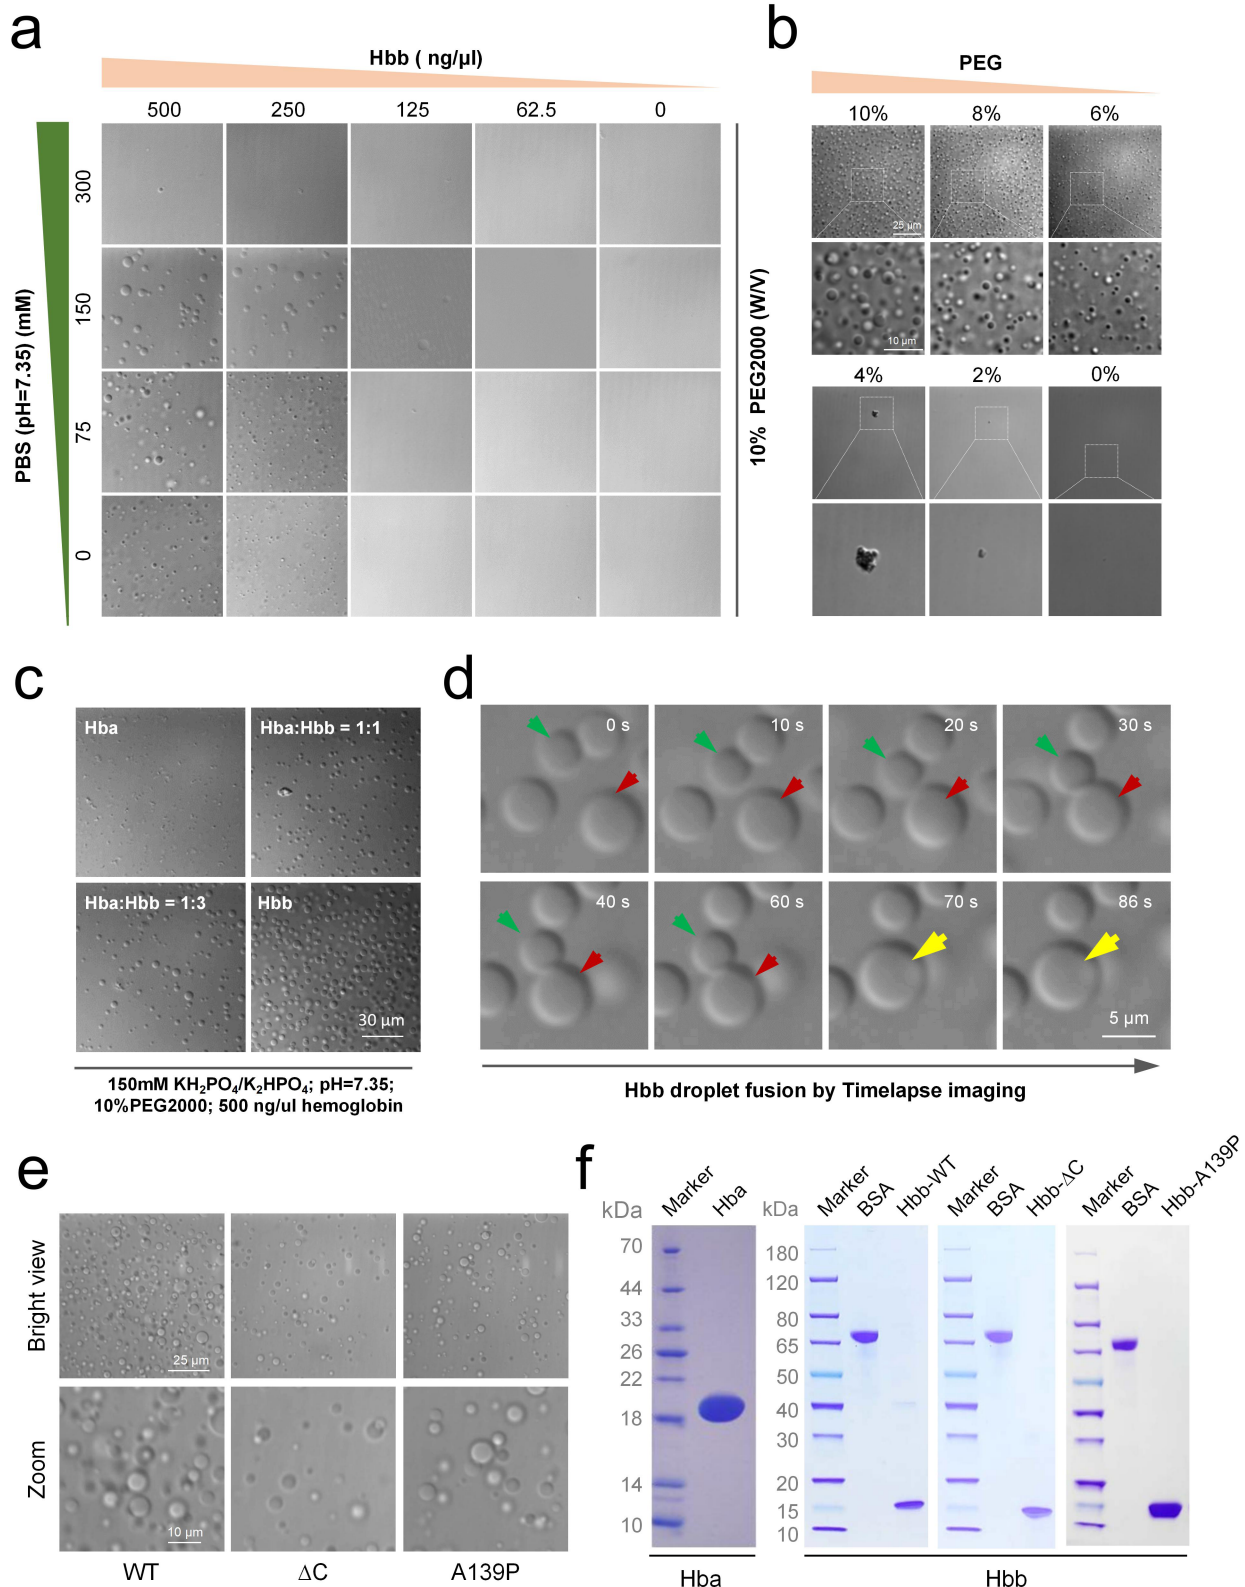 a
Hbb ( ng/µl)
500 250 125 62.5 0
PBS (pH=7.35) (mM)
300
150
75
0
10% PEG2000 (W/V)
b
PEG
10% 8% 6%
25 µm
10 µm
4% 2% 0%
c
Hba
Hba:Hbb = 1:1
Hba:Hbb = 1:3
Hbb
30 µm
150mM KH₂PO₄/K₂HPO₄; pH=7.35;
10%PEG2000; 500 ng/ul hemoglobin
d
0 s 10 s 20 s 30 s
40 s 60 s 70 s 86 s
5 µm
Hbb droplet fusion by Timelapse imaging
e
Bright view
25 µm
Zoom
10 µm
WT ΔC A139P
f
kDa
Marker
Hba
70
44
33
26
22
18
14
10
Hba
kDa
Marker
BSA
Hbb-WT
Marker
BSA
Hbb-ΔC
Marker
BSA
Hbb-A139P
180
120
80
65
50
40
30
20
15
10
Hbb